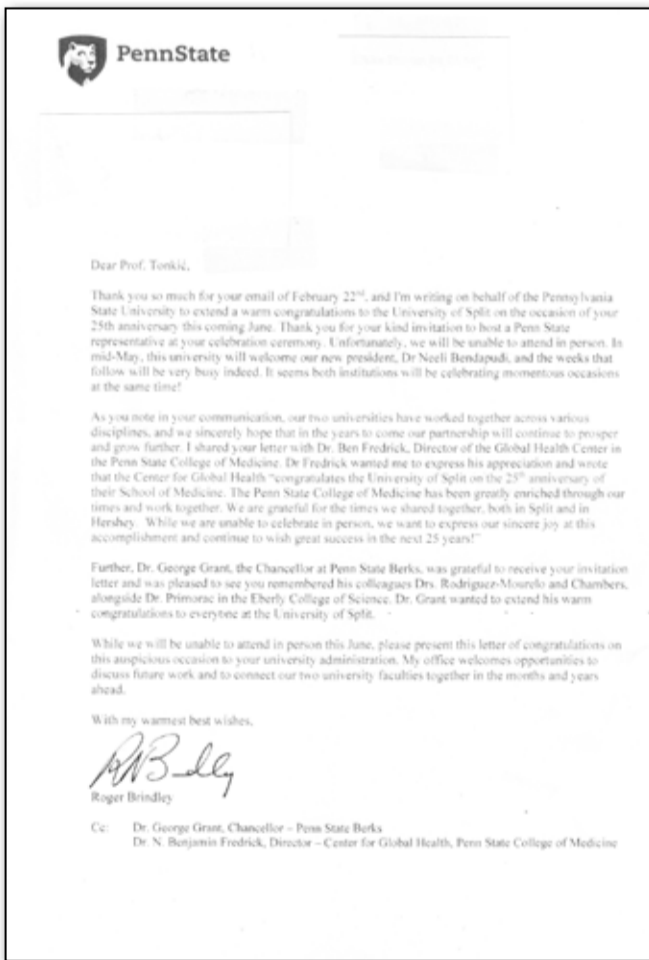 PennState
Dear Prof. Tonkić,
Thank you so much for your email of February 22nd, and I'm writing on behalf of the Pennsylvania
State University to extend a warm congratulations to the University of Split on the occasion of your
25th anniversary this coming June. Thank you for your kind invitation to host a Penn State
representative at your celebration ceremony. Unfortunately, we will be unable to attend in person. In
mid-May, this university will welcome our new president, Dr Neeli Bendapudi, and the weeks that
follow will be very busy indeed. It seems both institutions will be celebrating momentous occasions
at the same time!
As you note in your communication, our two universities have worked together across various
disciplines, and we sincerely hope that in the years to come our partnership will continue to prosper
and grow further. I shared your letter with Dr. Ben Fredrick, Director of the Global Health Center in
the Penn State College of Medicine. Dr Fredrick wanted me to express his appreciation and wrote
that the Center for Global Health "congratulates the University of Split on the 25th anniversary of
their School of Medicine. The Penn State College of Medicine has been greatly enriched through our
times and work together. We are grateful for the times we shared together, both in Split and in
Hershey. While we are unable to celebrate in person, we want to express our sincere joy at this
accomplishment and continue to wish great success in the next 25 years!"
Further, Dr. George Grant, the Chancellor at Penn State Berks, was grateful to receive your invitation
letter and was pleased to see you remembered his colleagues Drs. Rodriguez-Mourelo and Chambers,
alongside Dr. Primorac in the Eberly College of Science. Dr. Grant wanted to extend his warm
congratulations to everyone at the University of Split.
While we will be unable to attend in person this June, please present this letter of congratulations on
this auspicious occasion to your university administration. My office welcomes opportunities to
discuss future work and to connect our two university faculties together in the months and years
ahead.
With my warmest best wishes,
Roger Brindley
Cc: Dr. George Grant, Chancellor – Penn State Berks
Dr. N. Benjamin Fredrick, Director – Center for Global Health, Penn State College of Medicine